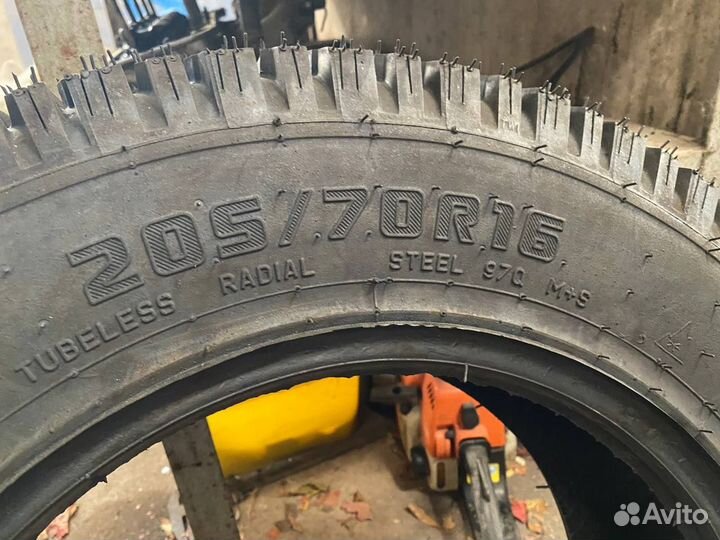 205/70R16
TUBELESS RADIAL STEEL 97Q M+S
Avito